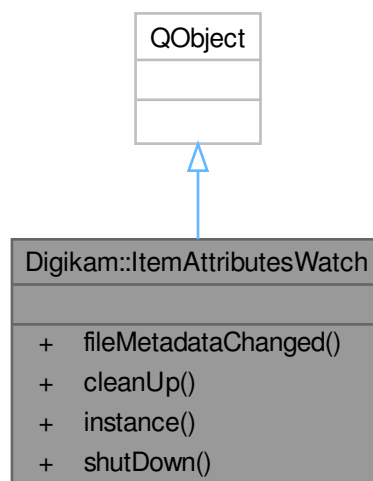 QObject
Digikam::ItemAttributesWatch
+ fileMetadataChanged()
+ cleanUp()
+ instance()
+ shutDown()